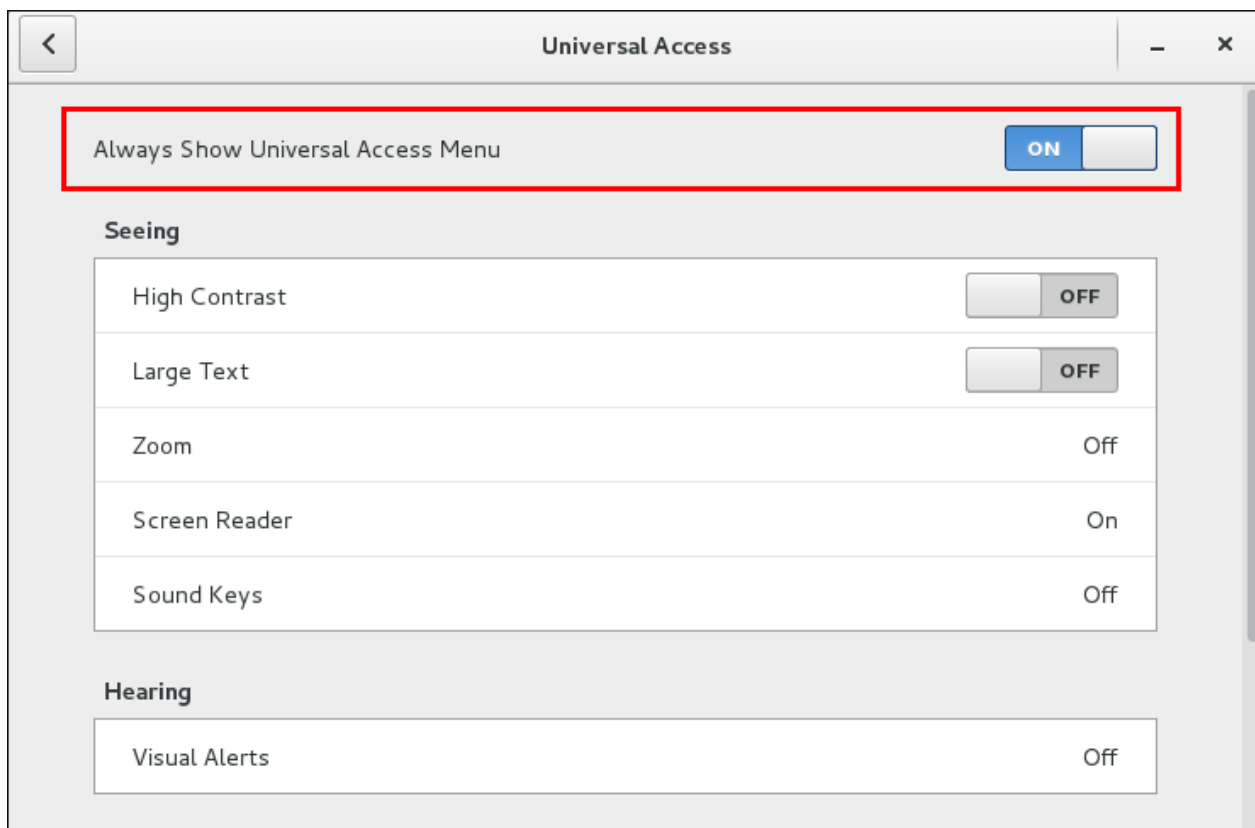 Universal Access
Always Show Universal Access Menu ON
Seeing
High Contrast OFF
Large Text OFF
Zoom Off
Screen Reader On
Sound Keys Off
Hearing
Visual Alerts Off